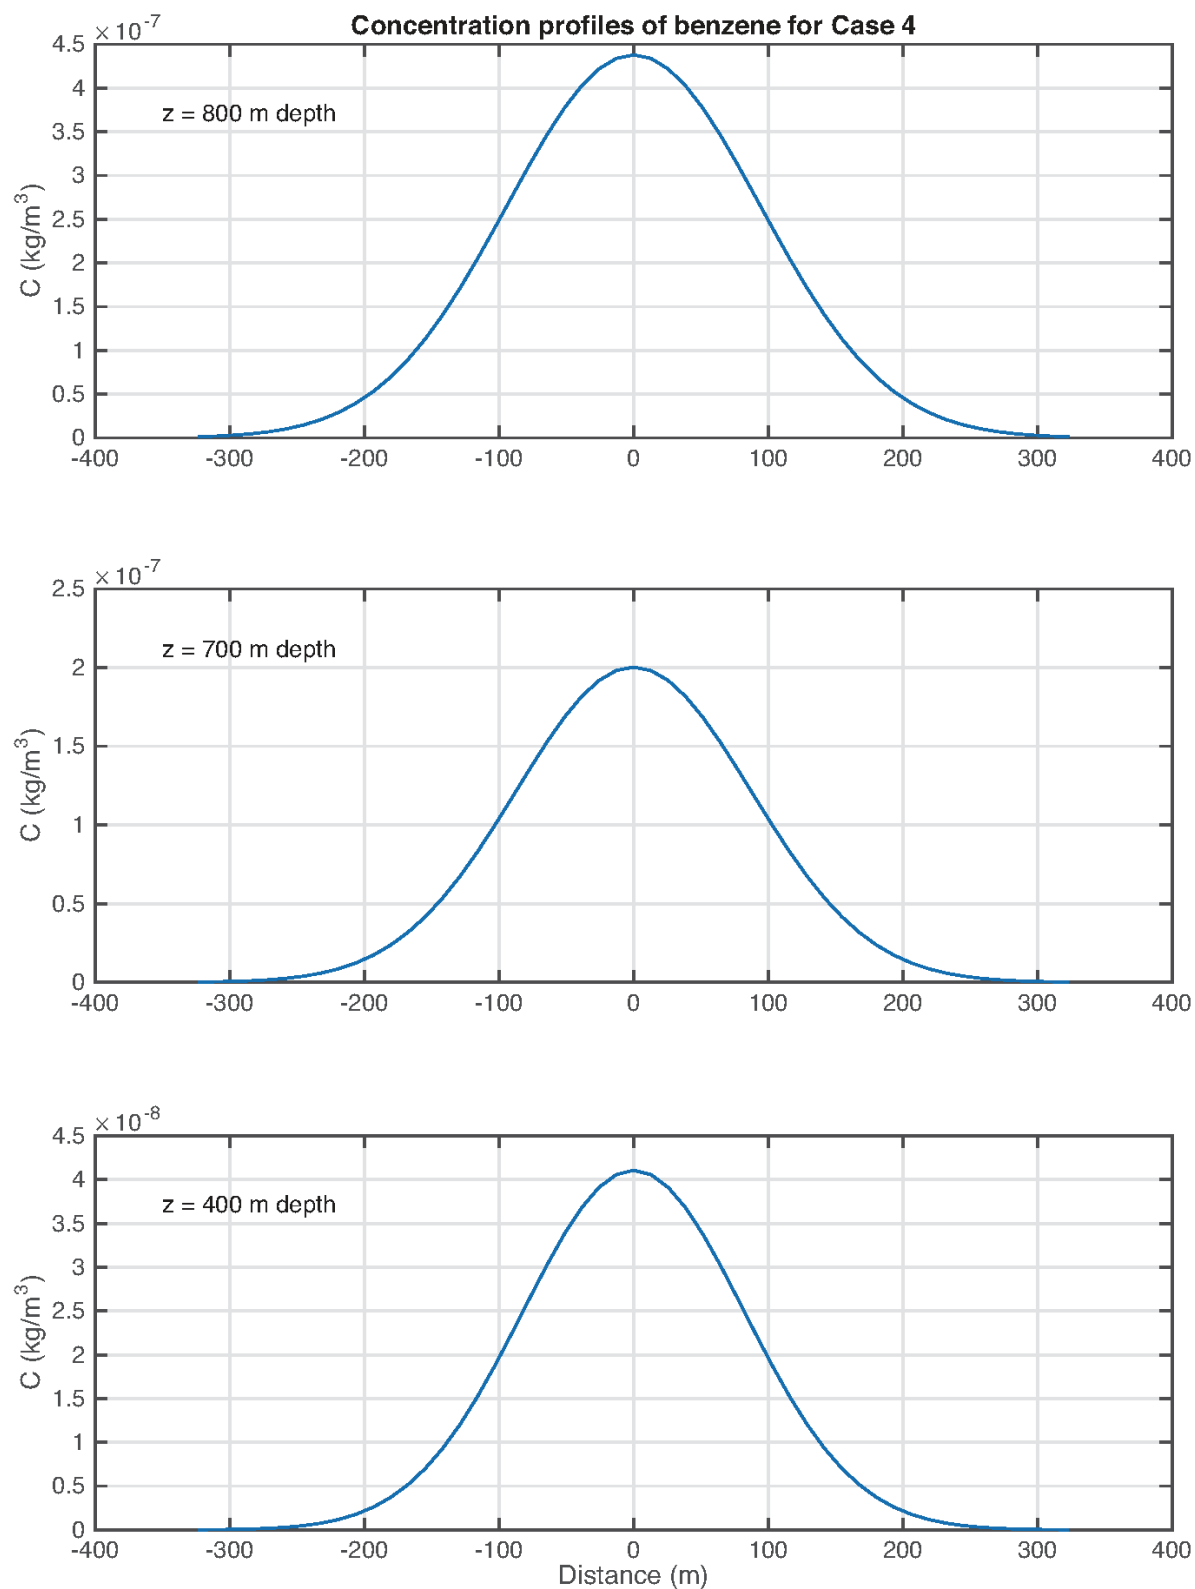 Concentration profiles of benzene for Case 4
×10⁻⁷
4.5
4
3.5
3
2.5
2
1.5
1
0.5
0
C (kg/m³)
z = 800 m depth
-400 -300 -200 -100 0 100 200 300 400
×10⁻⁷
2.5
2
1.5
1
0.5
0
C (kg/m³)
z = 700 m depth
-400 -300 -200 -100 0 100 200 300 400
×10⁻⁸
4.5
4
3.5
3
2.5
2
1.5
1
0.5
0
C (kg/m³)
z = 400 m depth
-400 -300 -200 -100 0 100 200 300 400
Distance (m)